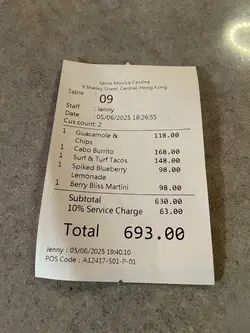 Santa Monica Cantina
9 Shelley Street, Central, Hong Kong
Table 09
Staff : Jenny
Date : 05/06/2025 18:26:55
Cus count: 2
1 Guacamole & Chips 118.00
1 Cabo Burrito 168.00
1 Surf & Turf Tacos 148.00
1 Spiked Blueberry Lemonade 98.00
1 Berry Bliss Martini 98.00
Subtotal 630.00
10% Service Charge 63.00
Total 693.00
Jenny : 05/06/2025 19:40:10
POS Code : A12417-S01-P-01